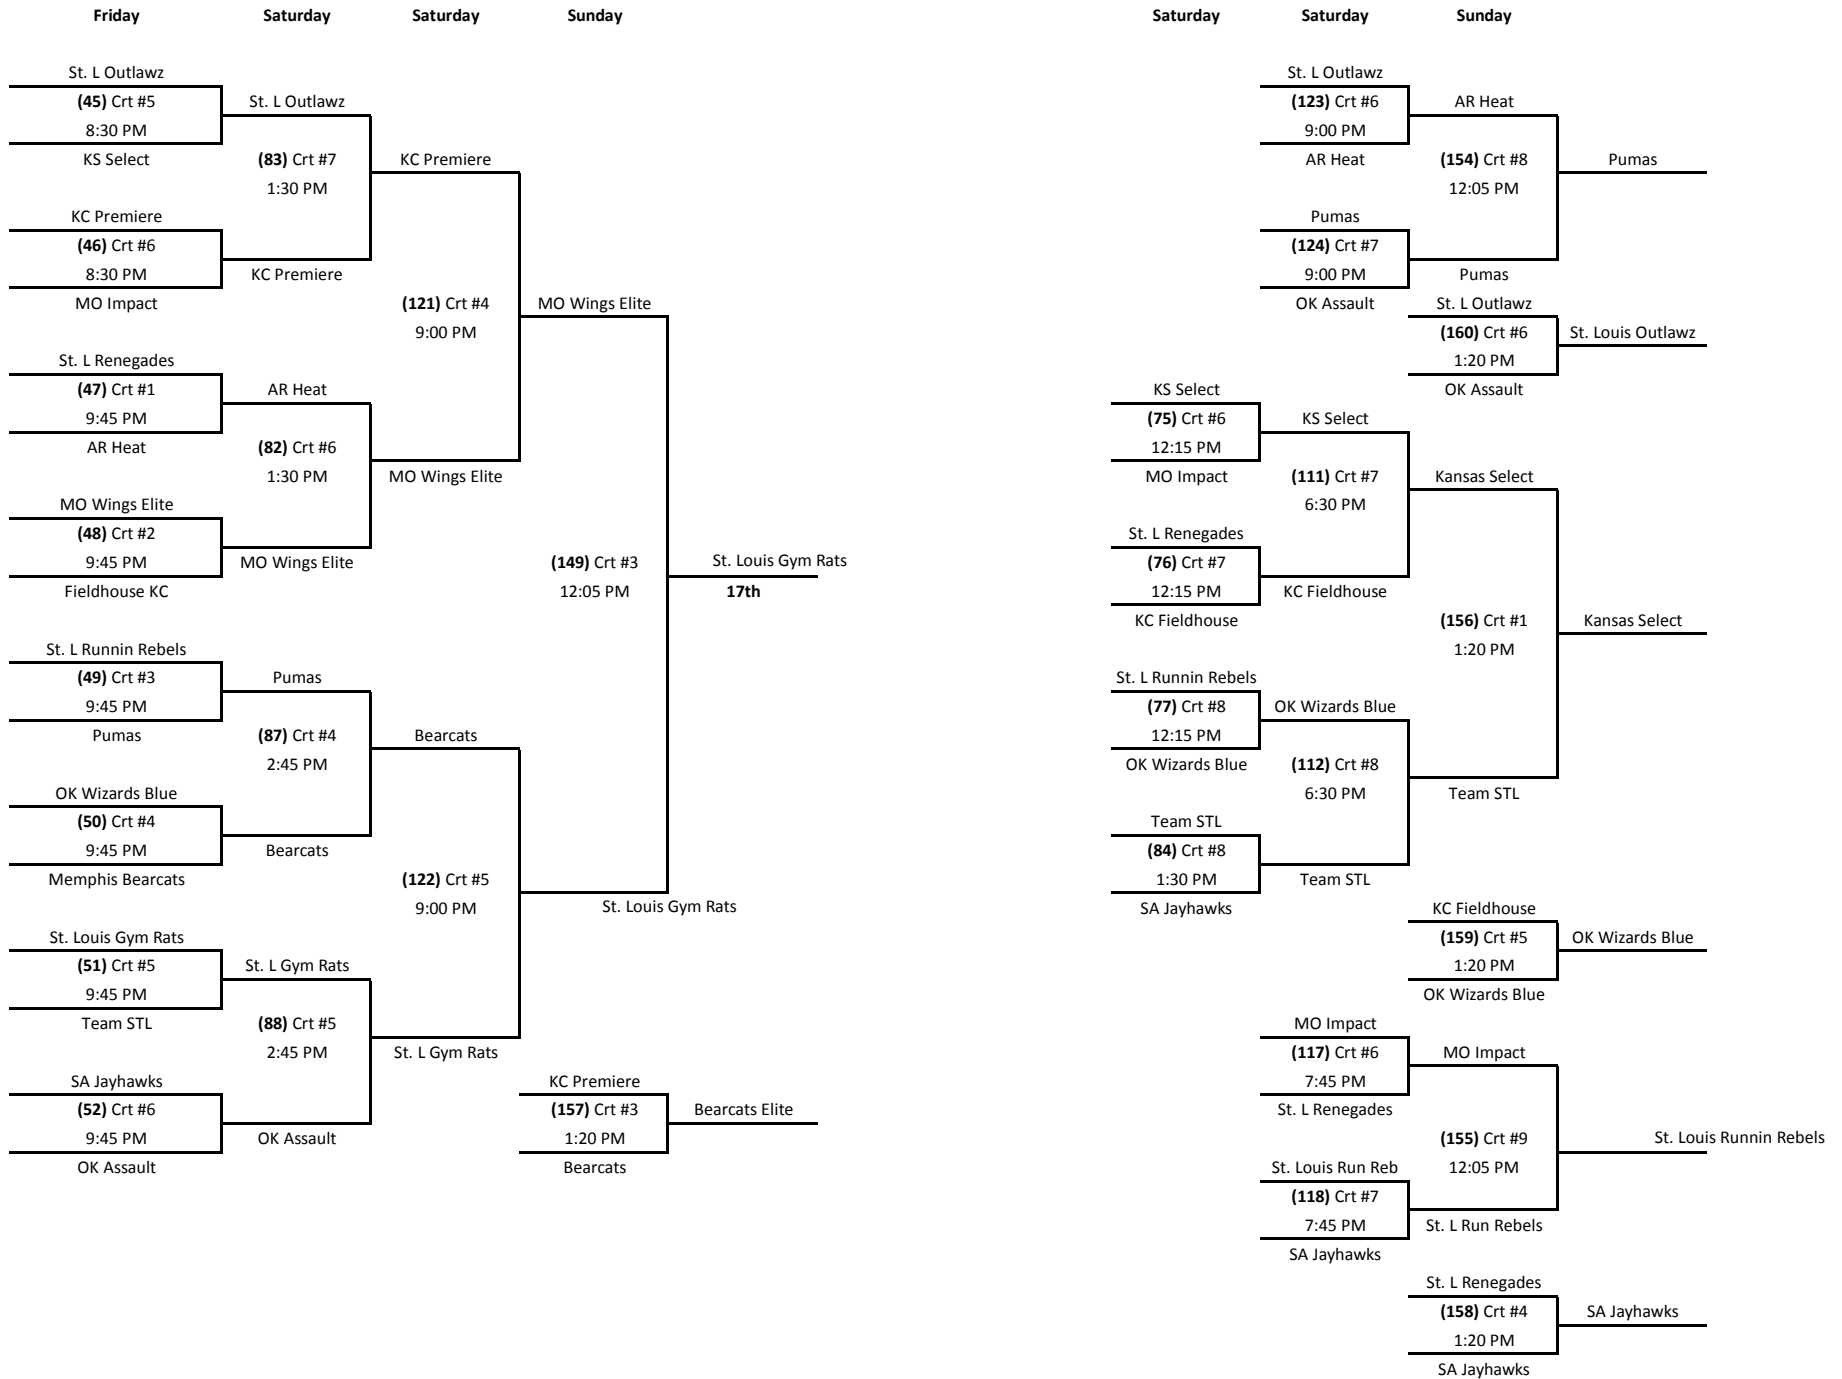 Friday Saturday Saturday Sunday Saturday Saturday Sunday
St. L Outlawz St. L Outlawz
(45) Crt #5 St. L Outlawz (123) Crt #6 AR Heat
8:30 PM 9:00 PM
KS Select (83) Crt #7 KC Premiere AR Heat (154) Crt #8 Pumas
1:30 PM 12:05 PM
KC Premiere Pumas
(46) Crt #6 (124) Crt #7
8:30 PM KC Premiere 9:00 PM Pumas
MO Impact (121) Crt #4 MO Wings Elite OK Assault St. L Outlawz
9:00 PM (160) Crt #6 St. Louis Outlawz
St. L Renegades 1:20 PM
(47) Crt #1 AR Heat KS Select OK Assault
9:45 PM (75) Crt #6 KS Select
AR Heat (82) Crt #6 12:15 PM
1:30 PM MO Wings Elite MO Impact (111) Crt #7 Kansas Select
MO Wings Elite 6:30 PM
(48) Crt #2 St. L Renegades
9:45 PM MO Wings Elite (149) Crt #3 St. Louis Gym Rats (76) Crt #7
Fieldhouse KC 12:05 PM 17th 12:15 PM KC Fieldhouse
KC Fieldhouse (156) Crt #1 Kansas Select
St. L Runnin Rebels 1:20 PM
(49) Crt #3 Pumas St. L Runnin Rebels
9:45 PM (77) Crt #8 OK Wizards Blue
Pumas (87) Crt #4 Bearcats 12:15 PM
2:45 PM OK Wizards Blue (112) Crt #8
OK Wizards Blue 6:30 PM Team STL
(50) Crt #4 Team STL
9:45 PM Bearcats (84) Crt #8
Memphis Bearcats (122) Crt #5 1:30 PM Team STL
9:00 PM St. Louis Gym Rats SA Jayhawks KC Fieldhouse
St. Louis Gym Rats (159) Crt #5 OK Wizards Blue
(51) Crt #5 St. L Gym Rats 1:20 PM
9:45 PM OK Wizards Blue
Team STL (88) Crt #5 MO Impact
2:45 PM St. L Gym Rats (117) Crt #6 MO Impact
SA Jayhawks KC Premiere 7:45 PM
(52) Crt #6 (157) Crt #3 Bearcats Elite St. L Renegades
9:45 PM OK Assault 1:20 PM (155) Crt #9 St. Louis Runnin Rebels
OK Assault Bearcats St. Louis Run Reb 12:05 PM
(118) Crt #7
7:45 PM St. L Run Rebels
SA Jayhawks
St. L Renegades
(158) Crt #4 SA Jayhawks
1:20 PM
SA Jayhawks